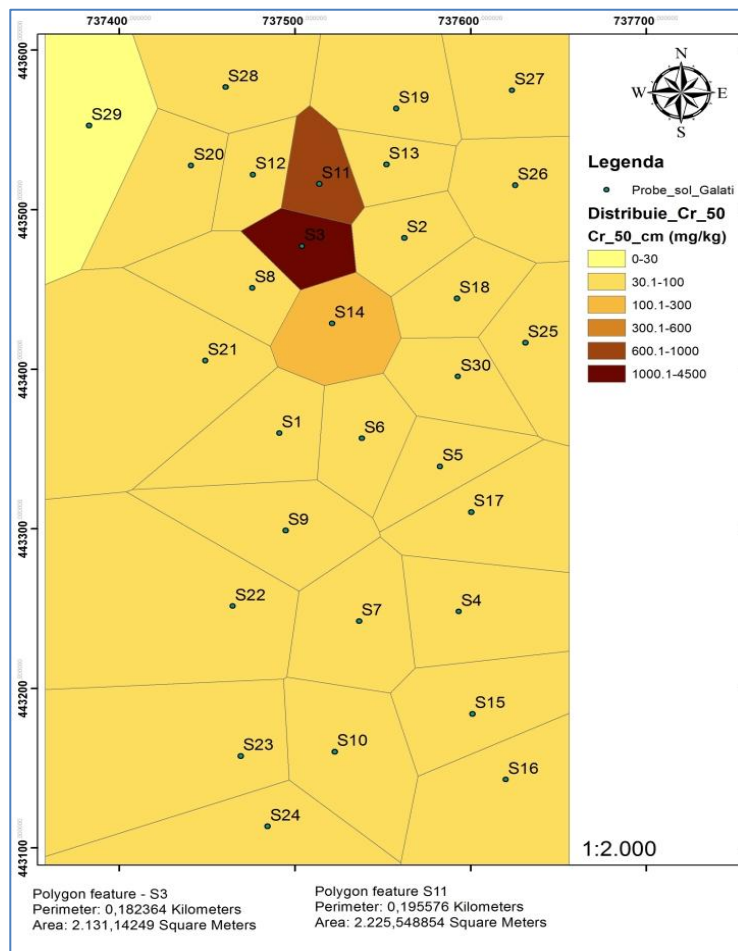 737400 737500 737600 737700
443600
443500
443400
443300
443200
443100
S28
S27
S29
S19
S20
S12
S13
S11
S26
S3
S2
S8
S18
S14
S25
S21
S30
S1
S6
S5
S17
S9
S22
S7
S4
S15
S23
S10
S16
S24
N
W E
S
Legenda
Probe_sol_Galati
Distribuie_Cr_50
Cr_50_cm (mg/kg)
0-30
30.1-100
100.1-300
300.1-600
600.1-1000
1000.1-4500
1:2.000
Polygon feature - S3
Perimeter: 0,182364 Kilometers
Area: 2.131,14249 Square Meters
Polygon feature S11
Perimeter: 0,195576 Kilometers
Area: 2.225,548854 Square Meters